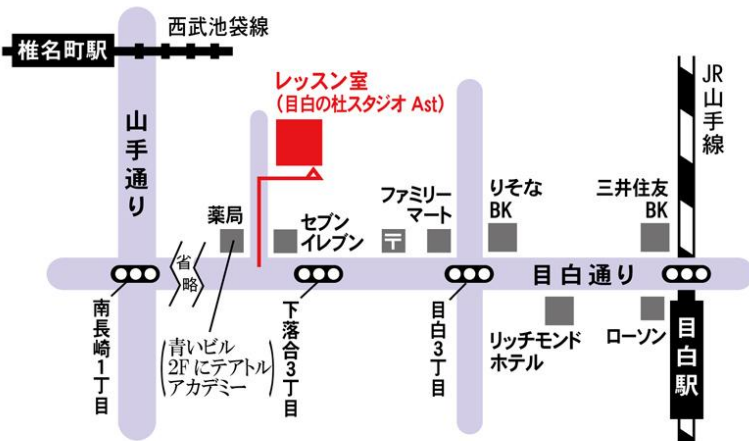 西武池袋線
椎名町駅
レッスン室
(目白の杜スタジオ Ast)
JR山手線
山手通り
薬局
セブン
イレブン
〒
ファミリー
マート
りそな
BK
三井住友
BK
省略
目白通り
南長崎1丁目
(青いビル
2Fにテアトル
アカデミー)
下落合3丁目
目白3丁目
リッチモンド
ホテル
ローソン
目白駅